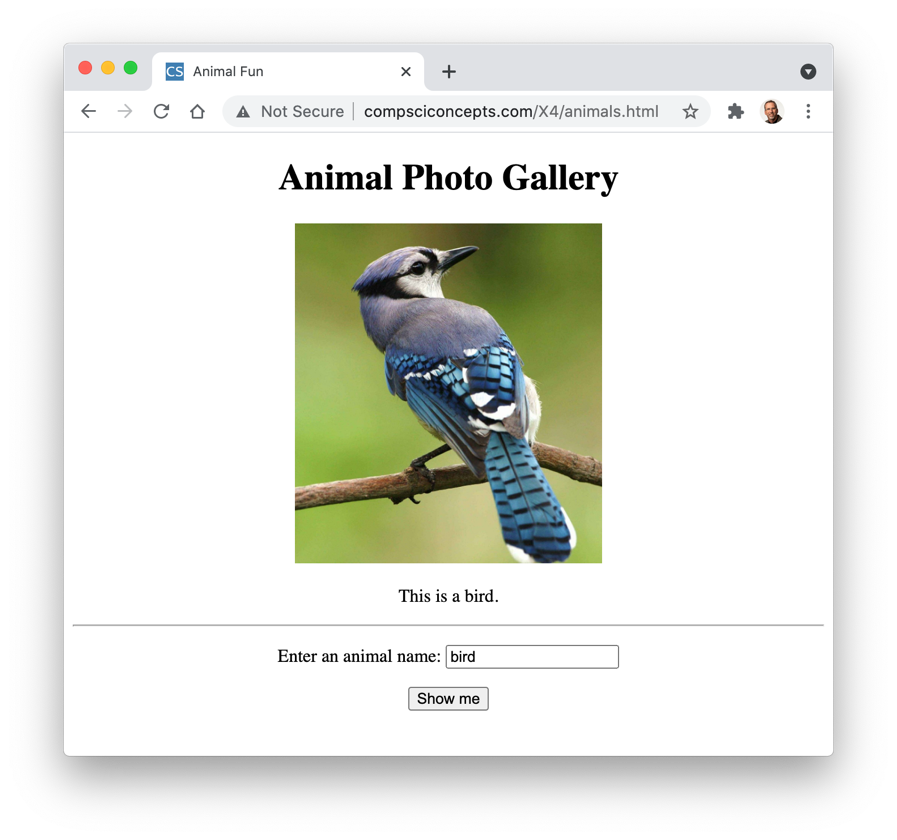 CS Animal Fun
Not Secure | compsciconcepts.com/X4/animals.html
Animal Photo Gallery
This is a bird.
Enter an animal name: bird
Show me